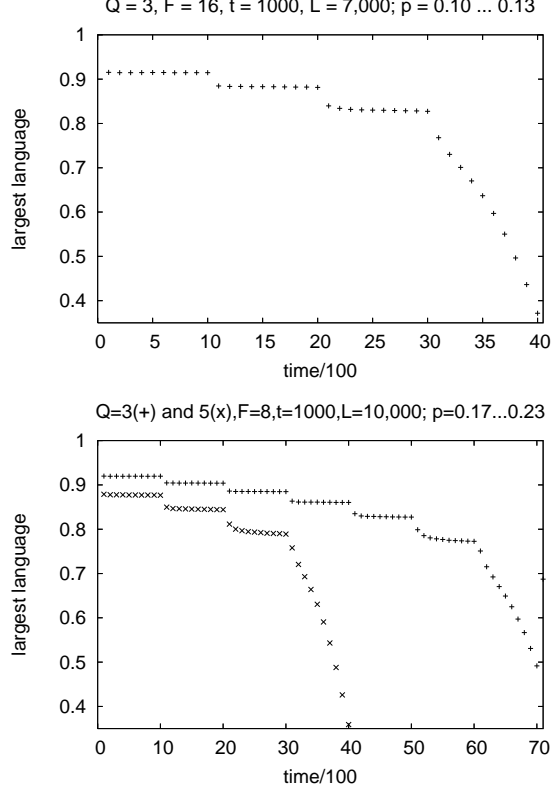 Q = 3, F = 16, t = 1000, L = 7,000; p = 0.10 ... 0.13
1
0.9
0.8
0.7
0.6
0.5
0.4
largest language
0 5 10 15 20 25 30 35 40
time/100
Q=3(+) and 5(x),F=8,t=1000,L=10,000; p=0.17...0.23
1
0.9
0.8
0.7
0.6
0.5
0.4
largest language
0 10 20 30 40 50 60 70
time/100